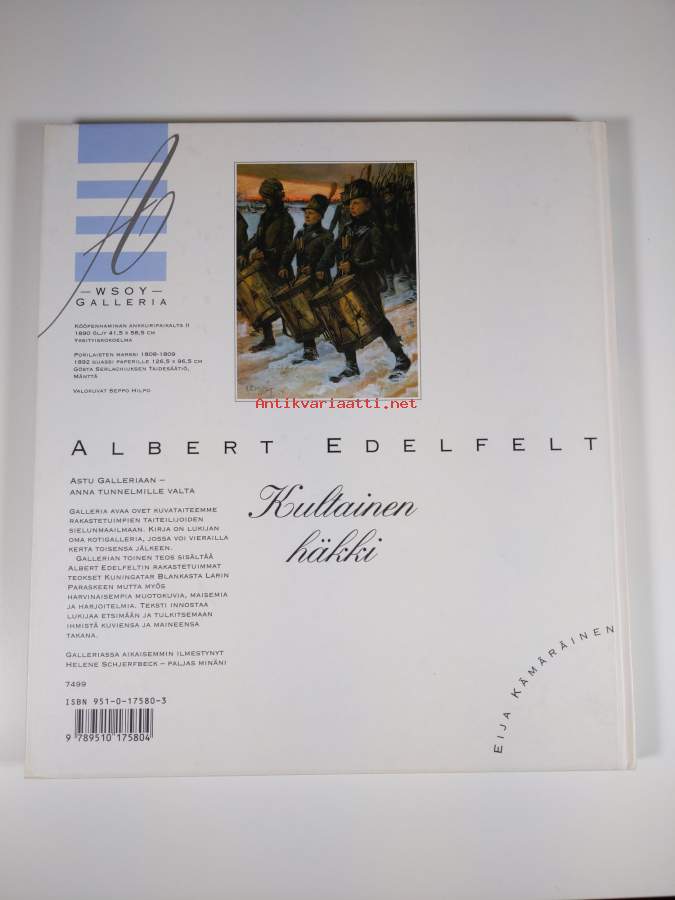 — WSOY —
GALLERIA
KÖÖPENHAMINAN ANKKURIPAIKALTA II
1890 ÖLJY 41,5 X 58,5 CM
YKSITYISKOKOELMA
PORILAISTEN MARSSI 1808-1809
1892 GUASSI PAPERILLE 126,5 X 96,5 CM
GÖSTA SERLACHIUKSEN TAIDESÄÄTIÖ,
MÄNTTÄ
VALOKUVAT SEPPO HILPO
Antikvariaatti.net
ALBERT EDELFELT
ASTU GALLERIAAN –
ANNA TUNNELMILLE VALTA
Kultainen
häkki
GALLERIA AVAA OVET KUVATAITEEMME
RAKASTETUIMPIEN TAITEILIJOIDEN
SIELUNMAAILMAAN. KIRJA ON LUKIJAN
OMA KOTIGALLERIA, JOSSA VOI VIERAILLA
KERTA TOISENSA JÄLKEEN.
GALLERIAN TOINEN TEOS SISÄLTÄÄ
ALBERT EDELFELTIN RAKASTETUIMMAT
TEOKSET KUNINGATAR BLANKASTA LARIN
PARASKEEN MUTTA MYÖS
HARVINAISEMPIA MUOTOKUVIA, MAISEMIA
JA HARJOITELMIA. TEKSTI INNOSTAA
LUKIJAA ETSIMÄÄN JA TULKITSEMAAN
IHMISTÄ KUVIENSA JA MAINEENSA
TAKANA.
GALLERIASSA AIKAISEMMIN ILMESTYNYT
HELENE SCHJERFBECK – PALJAS MINÄNI
EIJA KÄMÄRÄINEN
7499
ISBN 951-0-17580-3
9 789510 175804